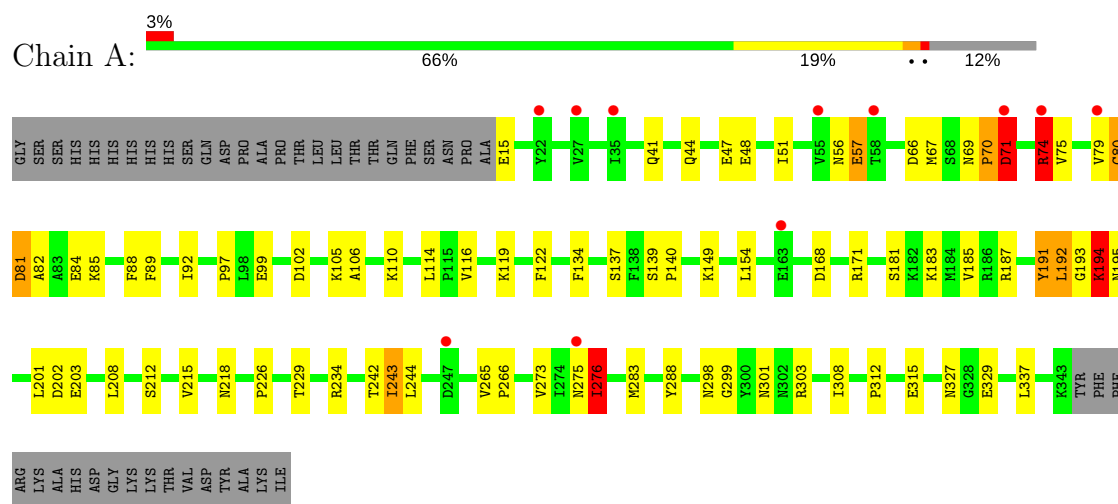 3%
Chain A:
66% 19% • • 12%
GLY SER SER HIS HIS HIS HIS HIS HIS SER GLN ASP PRO ALA PRO THR LEU LEU THR THR GLN PHE SER ASN PRO ALA E15 Y22 V27 I35 Q41 Q44 E47 E48 I51 V55 N56 E57 T58 D66 M67 S68 N69 P70 D71 R74 V75 V79 G80
D81 A82 A83 E84 K85 F88 F89 I92 P97 L98 E99 D102 K105 A106 K110 L114 P115 V116 K119 F122 F134 S137 F138 S139 P140 K149 L154 E163 D168 R171 S181 K182 K183 M184 V185 R186 R187 Y191 L192 G193 K194 N195
L201 D202 E203 L208 S212 V215 N218 P226 T229 R234 T242 I243 L244 D247 V265 P266 V273 I274 N275 I276 M283 Y288 N298 G299 Y300 N301 N302 R303 I308 P312 E315 N327 G328 E329 L337 K343 TYR PHE PHE
ARG LYS ALA HIS ASP GLY LYS LYS THR VAL ASP TYR ALA LYS ILE